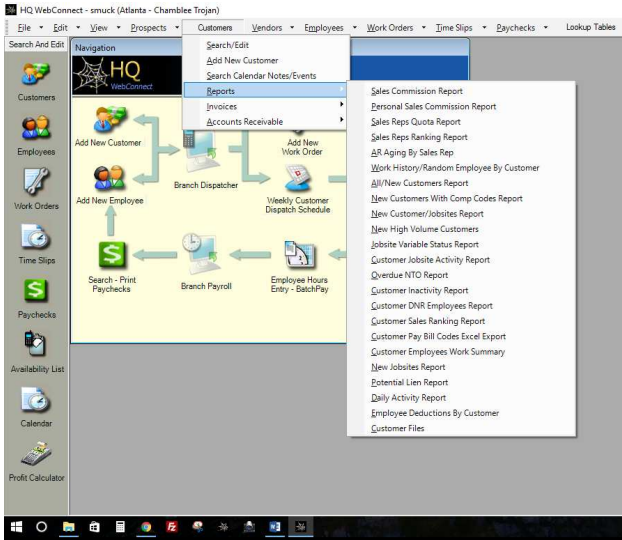 HQ WebConnect - smuck (Atlanta - Chamblee Trojan)
File Edit View Prospects Customers Vendors Employees Work Orders Time Slips Paychecks Lookup Tables
Search And Edit
Customers
Employees
Work Orders
Time Slips
Paychecks
Availability List
Calendar
Profit Calculator
Navigation
HQ
WebConnect
Add New Customer
Branch Dispatcher
Add New
Work Order
Add New Employee
Weekly Customer
Dispatch Schedule
Search - Print
Paychecks
Branch Payroll
Employee Hours
Entry - BatchPay
Search/Edit
Add New Customer
Search Calendar Notes/Events
Reports
Invoices
Accounts Receivable
Sales Commission Report
Personal Sales Commission Report
Sales Reps Quota Report
Sales Reps Ranking Report
AR Aging By Sales Rep
Work History/Random Employee By Customer
All/New Customers Report
New Customers With Comp Codes Report
New Customer/Jobsites Report
New High Volume Customers
Jobsite Variable Status Report
Customer Jobsite Activity Report
Overdue NTO Report
Customer Inactivity Report
Customer DNR Employees Report
Customer Sales Ranking Report
Customer Pay Bill Codes Excel Export
Customer Employees Work Summary
New Jobsites Report
Potential Lien Report
Daily Activity Report
Employee Deductions By Customer
Customer Files